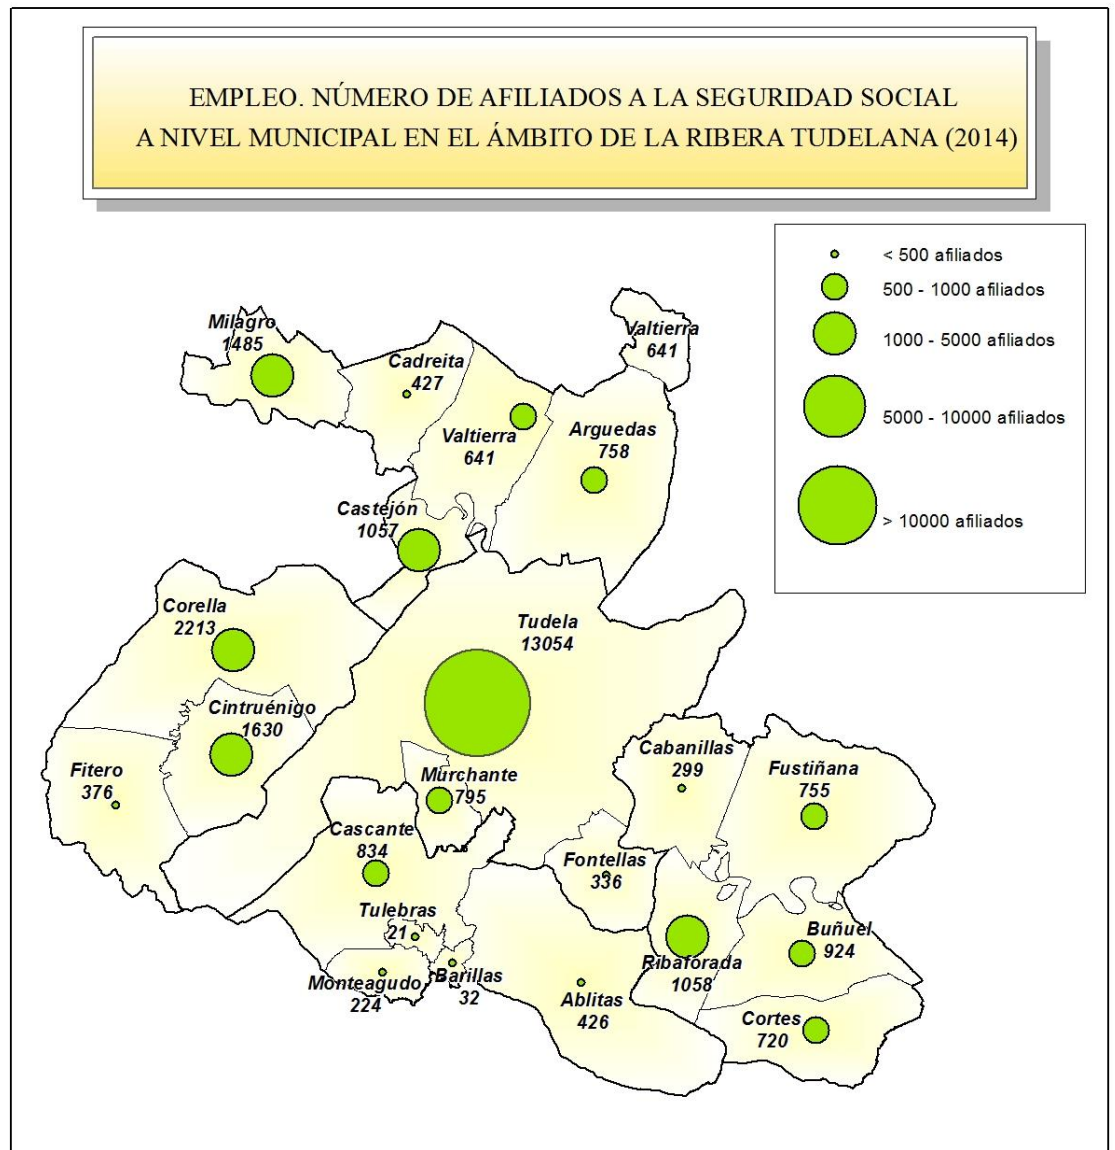 EMPLEO. NÚMERO DE AFILIADOS A LA SEGURIDAD SOCIAL
A NIVEL MUNICIPAL EN EL ÁMBITO DE LA RIBERA TUDELANA (2014)
< 500 afiliados
500 - 1000 afiliados
1000 - 5000 afiliados
5000 - 10000 afiliados
> 10000 afiliados
Milagro
1485
Cadreita
427
Valtierra
641
Valtierra
641
Arguedas
758
Castejón
1057
Corella
2213
Tudela
13054
Cintruénigo
1630
Fitero
376
Murchante
795
Cabanillas
299
Fustiñana
755
Cascante
834
Fontellas
336
Tulebras
21
Buñuel
924
Ribaforada
1058
Monteagudo
224
Barillas
32
Ablitas
426
Cortes
720